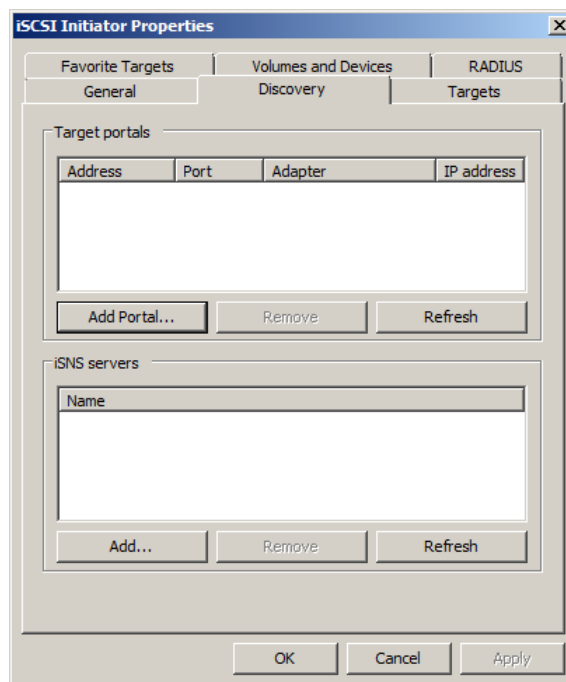 iSCSI Initiator Properties
Favorite Targets Volumes and Devices RADIUS
General Discovery Targets
Target portals
Address Port Adapter IP address
Add Portal... Remove Refresh
iSNS servers
Name
Add... Remove Refresh
OK Cancel Apply